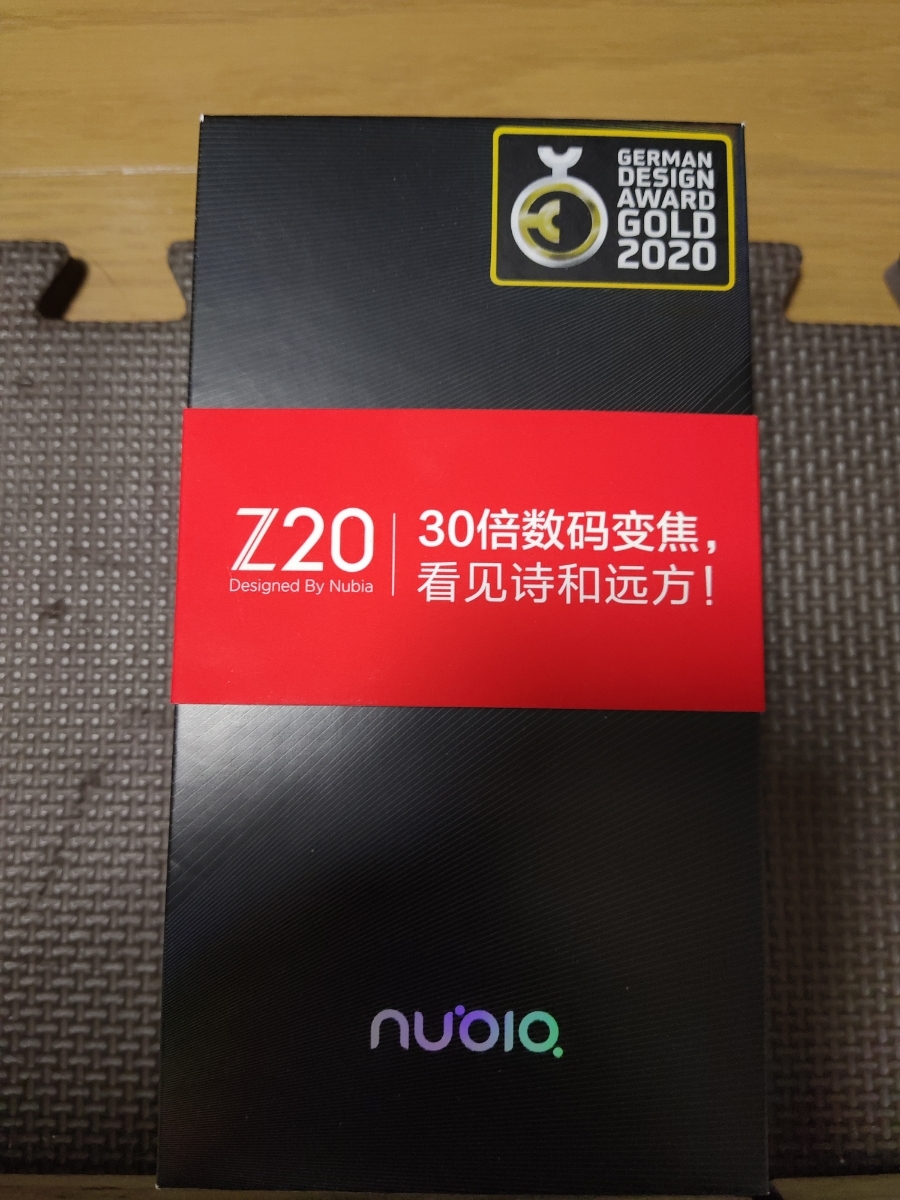 GERMAN
DESIGN
AWARD
GOLD
2020
Z20
Designed By Nubia
30倍数码变焦，
看见诗和远方！
nubia